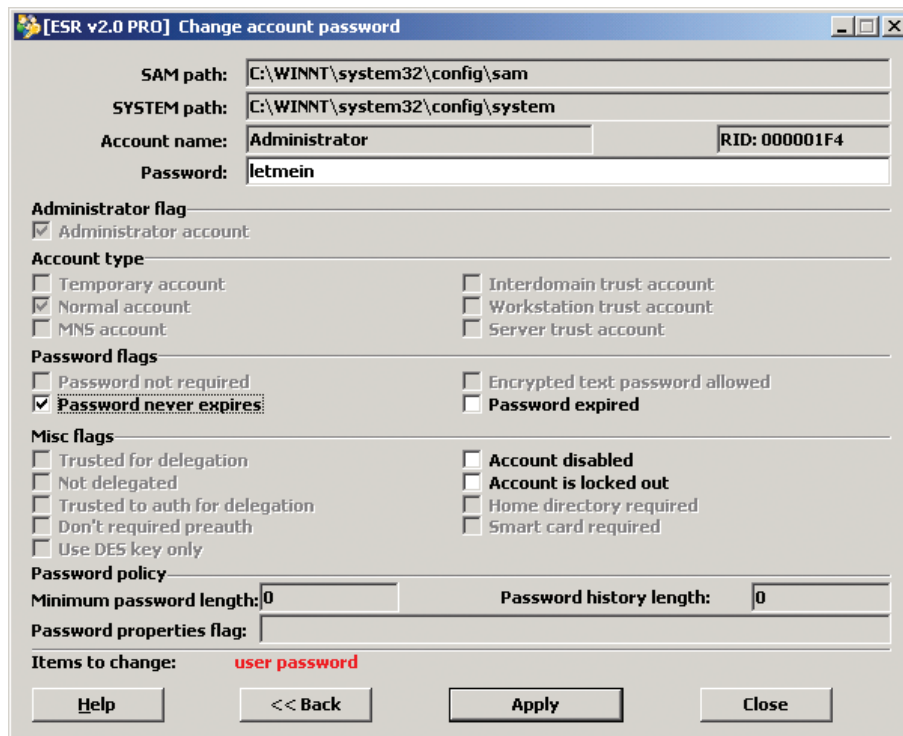 [ESR v2.0 PRO] Change account password
SAM path: C:\WINNT\system32\config\sam
SYSTEM path: C:\WINNT\system32\config\system
Account name: Administrator RID: 000001F4
Password: letmein
Administrator flag
Administrator account
Account type
Temporary account Interdomain trust account
Normal account Workstation trust account
MNS account Server trust account
Password flags
Password not required Encrypted text password allowed
Password never expires Password expired
Misc flags
Trusted for delegation Account disabled
Not delegated Account is locked out
Trusted to auth for delegation Home directory required
Don't required preauth Smart card required
Use DES key only
Password policy
Minimum password length: 0 Password history length: 0
Password properties flag:
Items to change: user password
Help << Back Apply Close